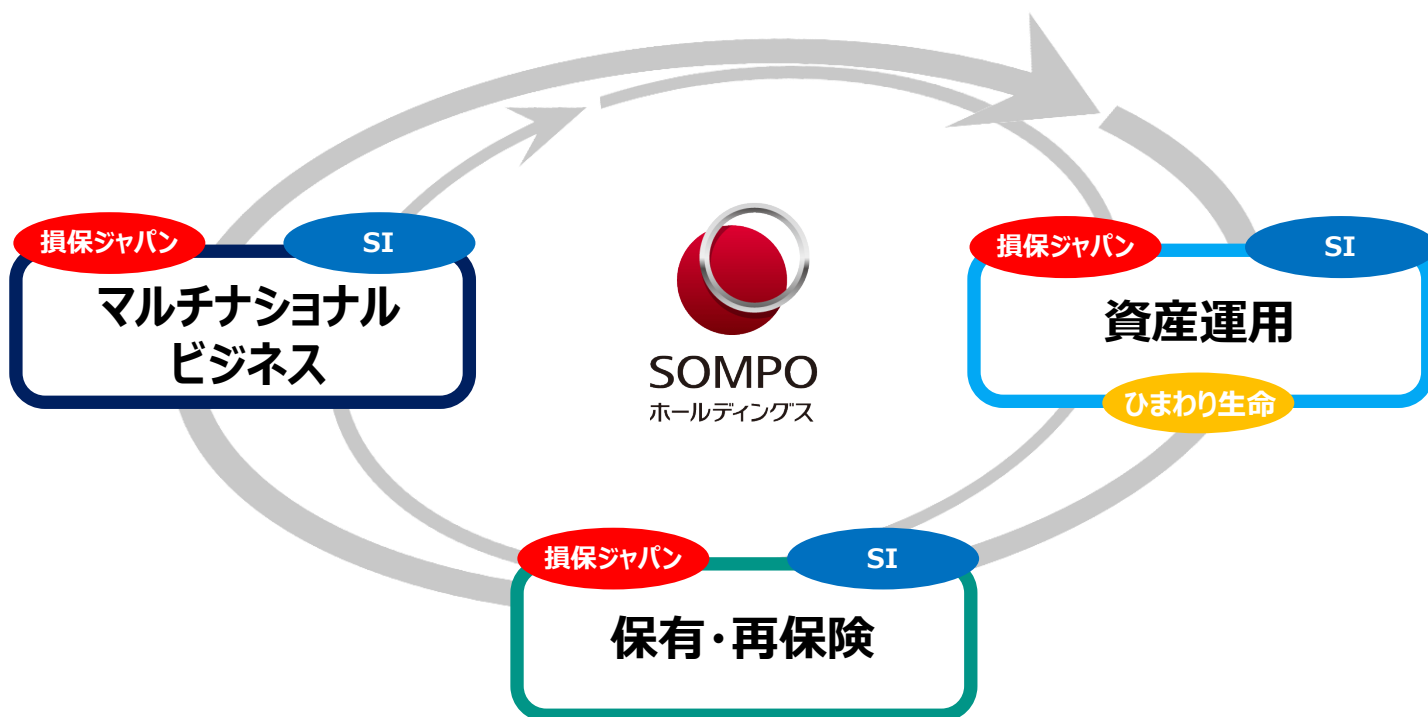 損保ジャパン
SI
マルチナショナル
ビジネス
SOMPO
ホールディングス
損保ジャパン
SI
資産運用
ひまわり生命
損保ジャパン
SI
保有・再保険